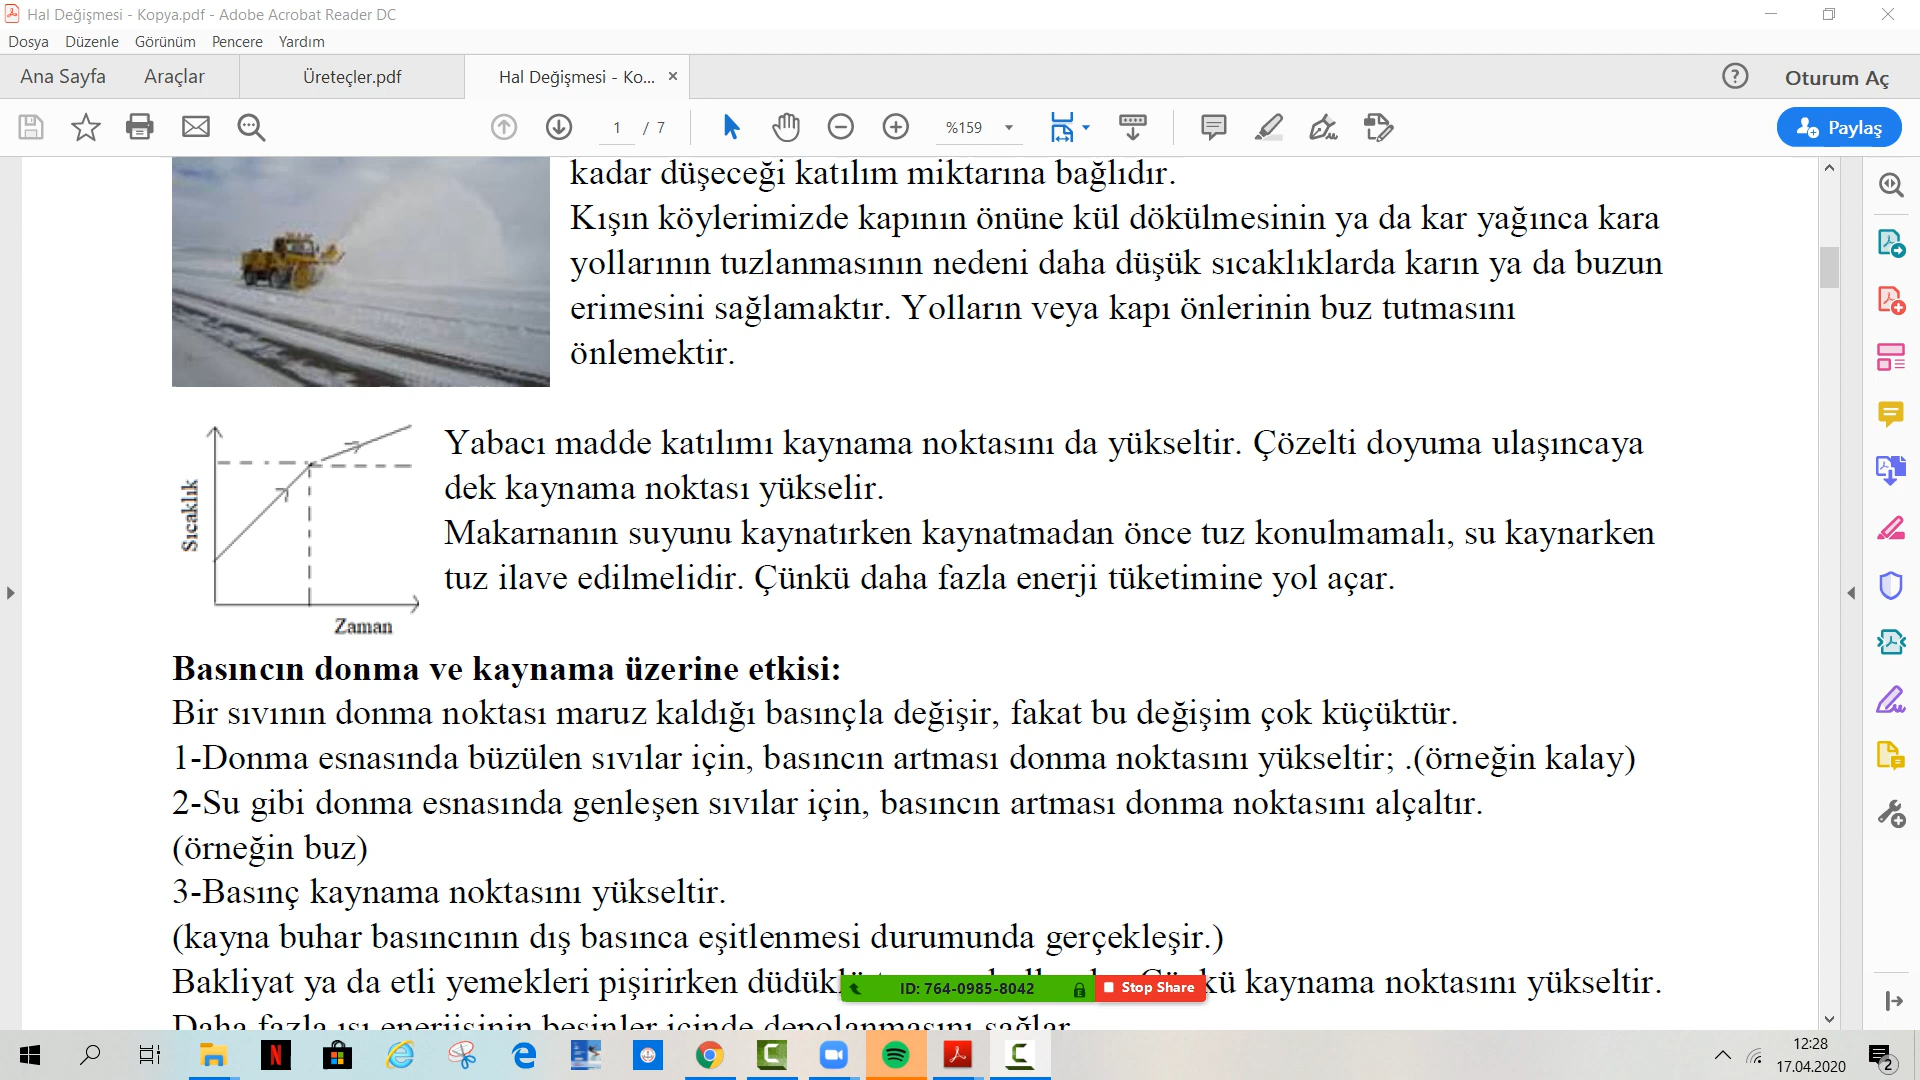 Hal Değişmesi - Kopya.pdf - Adobe Acrobat Reader DC
Dosya Düzenle Görünüm Pencere Yardım
Ana Sayfa Araçlar Üreteçler.pdf Hal Değişmesi - Ko... × Oturum Aç
1 / 7 %159 Paylaş
kadar düşeceği katılım miktarına bağlıdır.
Kışın köylerimizde kapının önüne kül dökülmesinin ya da kar yağınca kara
yollarının tuzlanmasının nedeni daha düşük sıcaklıklarda karın ya da buzun
erimesini sağlamaktır. Yolların veya kapı önlerinin buz tutmasını
önlemektir.
Sıcaklık
Zaman
Yabacı madde katılımı kaynama noktasını da yükseltir. Çözelti doyuma ulaşıncaya
dek kaynama noktası yükselir.
Makarnanın suyunu kaynatırken kaynatmadan önce tuz konulmamalı, su kaynarken
tuz ilave edilmelidir. Çünkü daha fazla enerji tüketimine yol açar.
Basıncın donma ve kaynama üzerine etkisi:
Bir sıvının donma noktası maruz kaldığı basınçla değişir, fakat bu değişim çok küçüktür.
1-Donma esnasında büzülen sıvılar için, basıncın artması donma noktasını yükseltir; .(örneğin kalay)
2-Su gibi donma esnasında genleşen sıvılar için, basıncın artması donma noktasını alçaltır.
(örneğin buz)
3-Basınç kaynama noktasını yükseltir.
(kayna buhar basıncının dış basınca eşitlenmesi durumunda gerçekleşir.)
Bakliyat ya da etli yemekleri pişirirken kaynama noktasını yükseltir.
ID: 764-0985-8042 Stop Share
Daha fazla ısı enerjisinin besinler içinde depolanmasını sağlar
12:28
17.04.2020
2